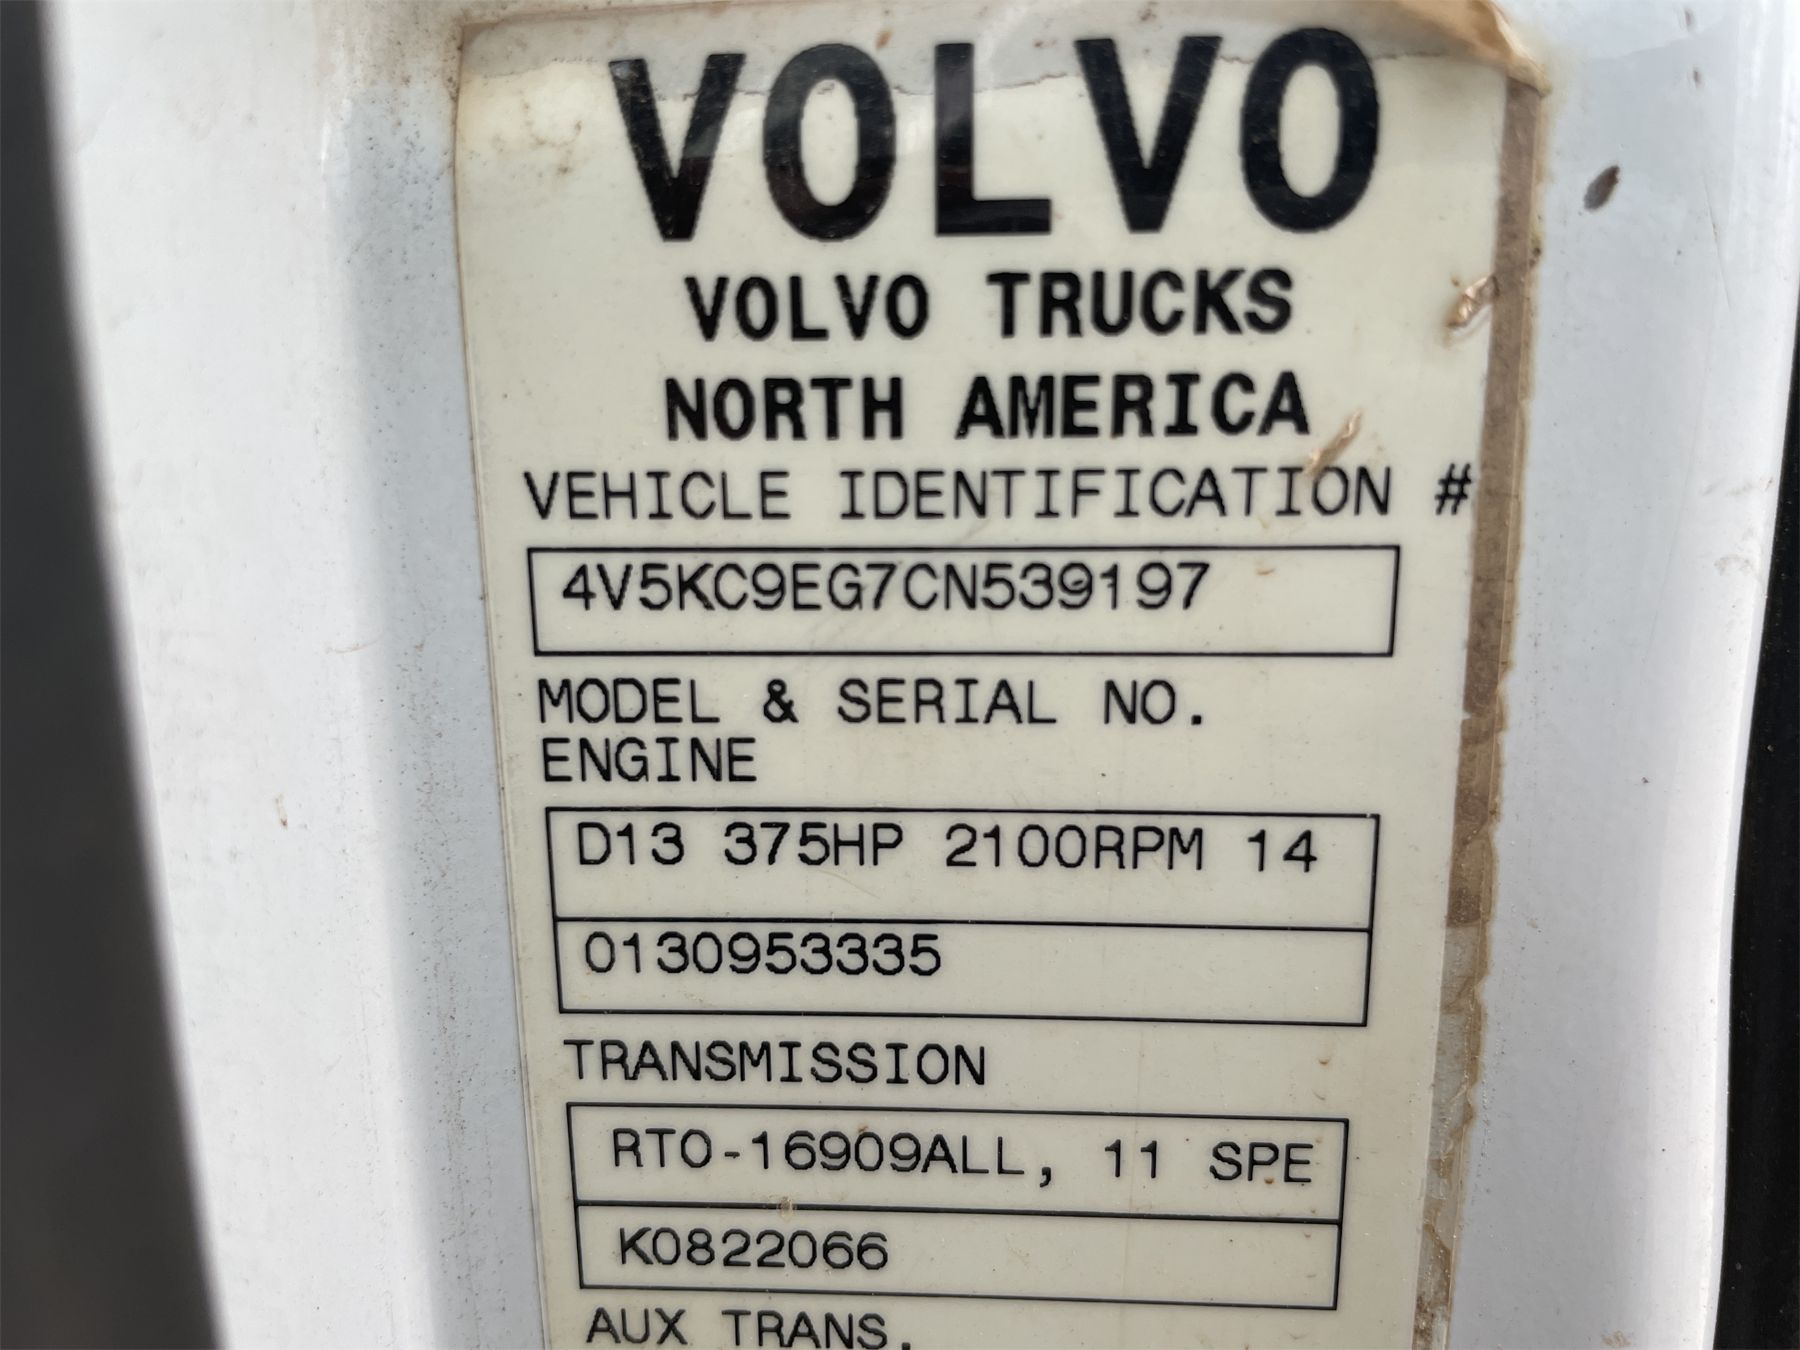 VOLVO
VOLVO TRUCKS
NORTH AMERICA
VEHICLE IDENTIFICATION #
4V5KC9EG7CN539197
MODEL & SERIAL NO.
ENGINE
D13 375HP 2100RPM 14
0130953335
TRANSMISSION
RTO-16909ALL, 11 SPE
K0822066
AUX TRANS.